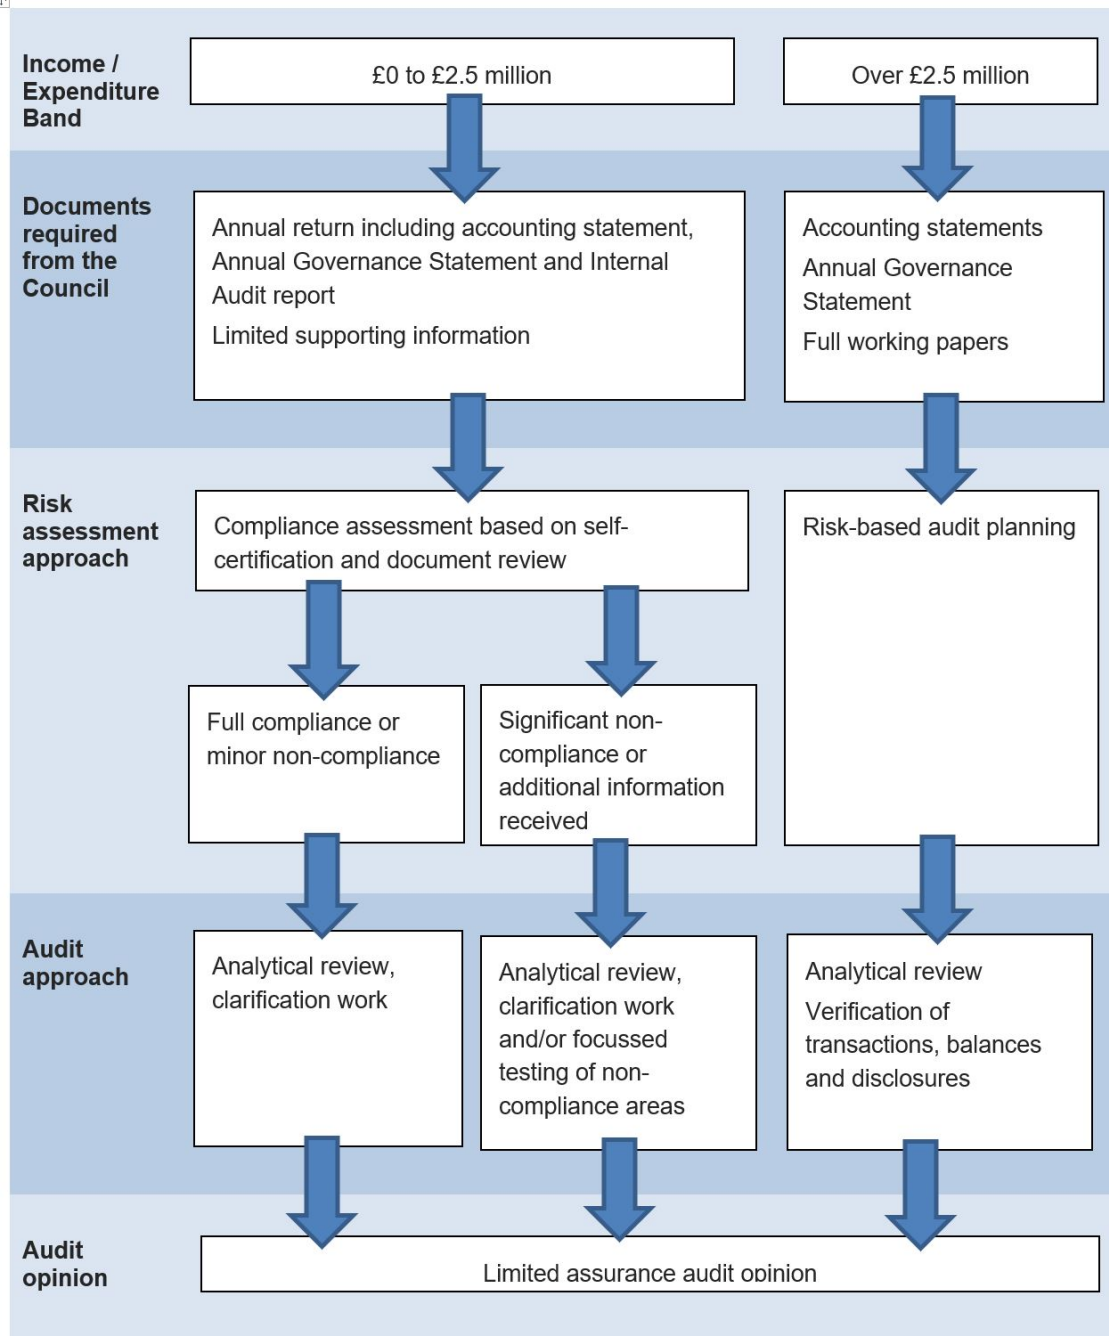 Income /
Expenditure
Band
£0 to £2.5 million
Over £2.5 million
Documents
required
from the
Council
Annual return including accounting statement,
Annual Governance Statement and Internal
Audit report
Limited supporting information
Accounting statements
Annual Governance
Statement
Full working papers
Risk
assessment
approach
Compliance assessment based on self-
certification and document review
Risk-based audit planning
Full compliance or
minor non-compliance
Significant non-
compliance or
additional information
received
Audit
approach
Analytical review,
clarification work
Analytical review,
clarification work
and/or focussed
testing of non-
compliance areas
Analytical review
Verification of
transactions, balances
and disclosures
Audit
opinion
Limited assurance audit opinion